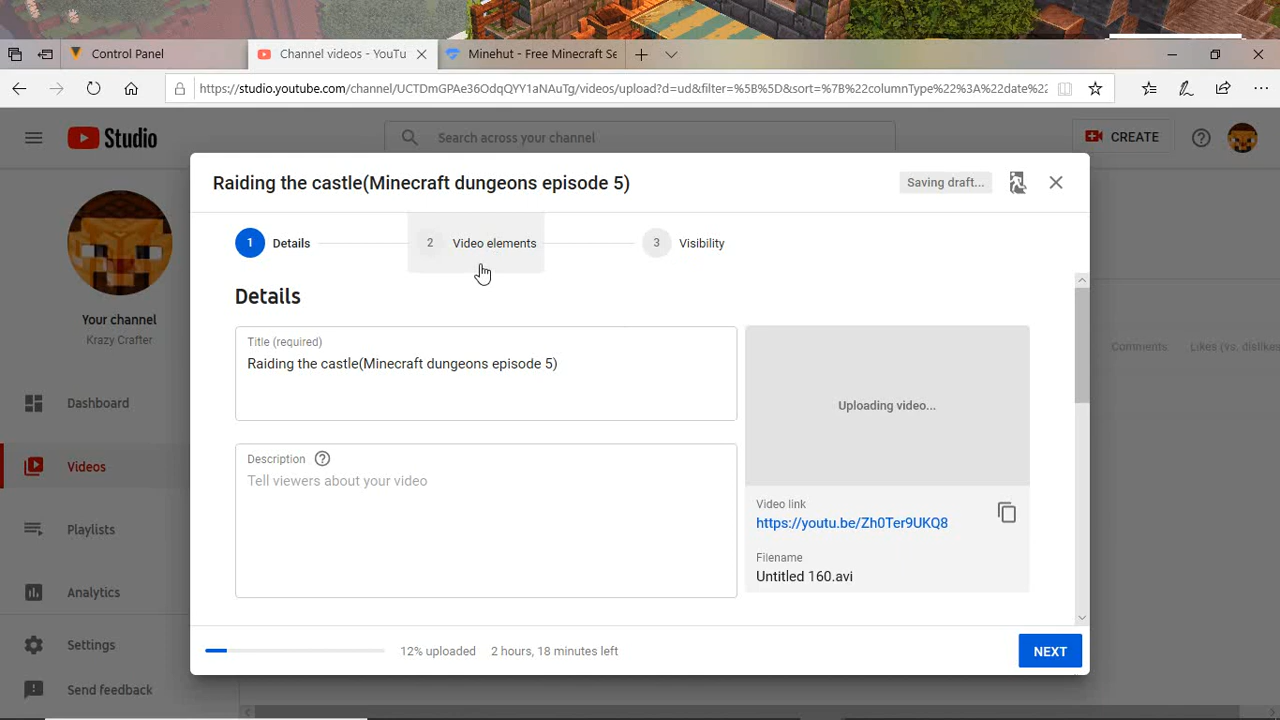 Control Panel
Channel videos - YouTu
Minehut - Free Minecraft Se
https://studio.youtube.com/channel/UCTDmGPAe36OdqQYY1aNAuTg/videos/upload?d=ud&filter=%5B%5D&sort=%7B%22columnType%22%3A%22date%2C
Studio
Search across your channel
CREATE
Raiding the castle(Minecraft dungeons episode 5)
Saving draft...
1 Details
2 Video elements
3 Visibility
Details
Title (required)
Raiding the castle(Minecraft dungeons episode 5)
Uploading video...
Description
Tell viewers about your video
Video link
https://youtu.be/Zh0Ter9UKQ8
Filename
Untitled 160.avi
12% uploaded
2 hours, 18 minutes left
NEXT
Your channel
Krazy Crafter
Dashboard
Videos
Playlists
Analytics
Settings
Send feedback
Comments
Likes (vs. dislikes